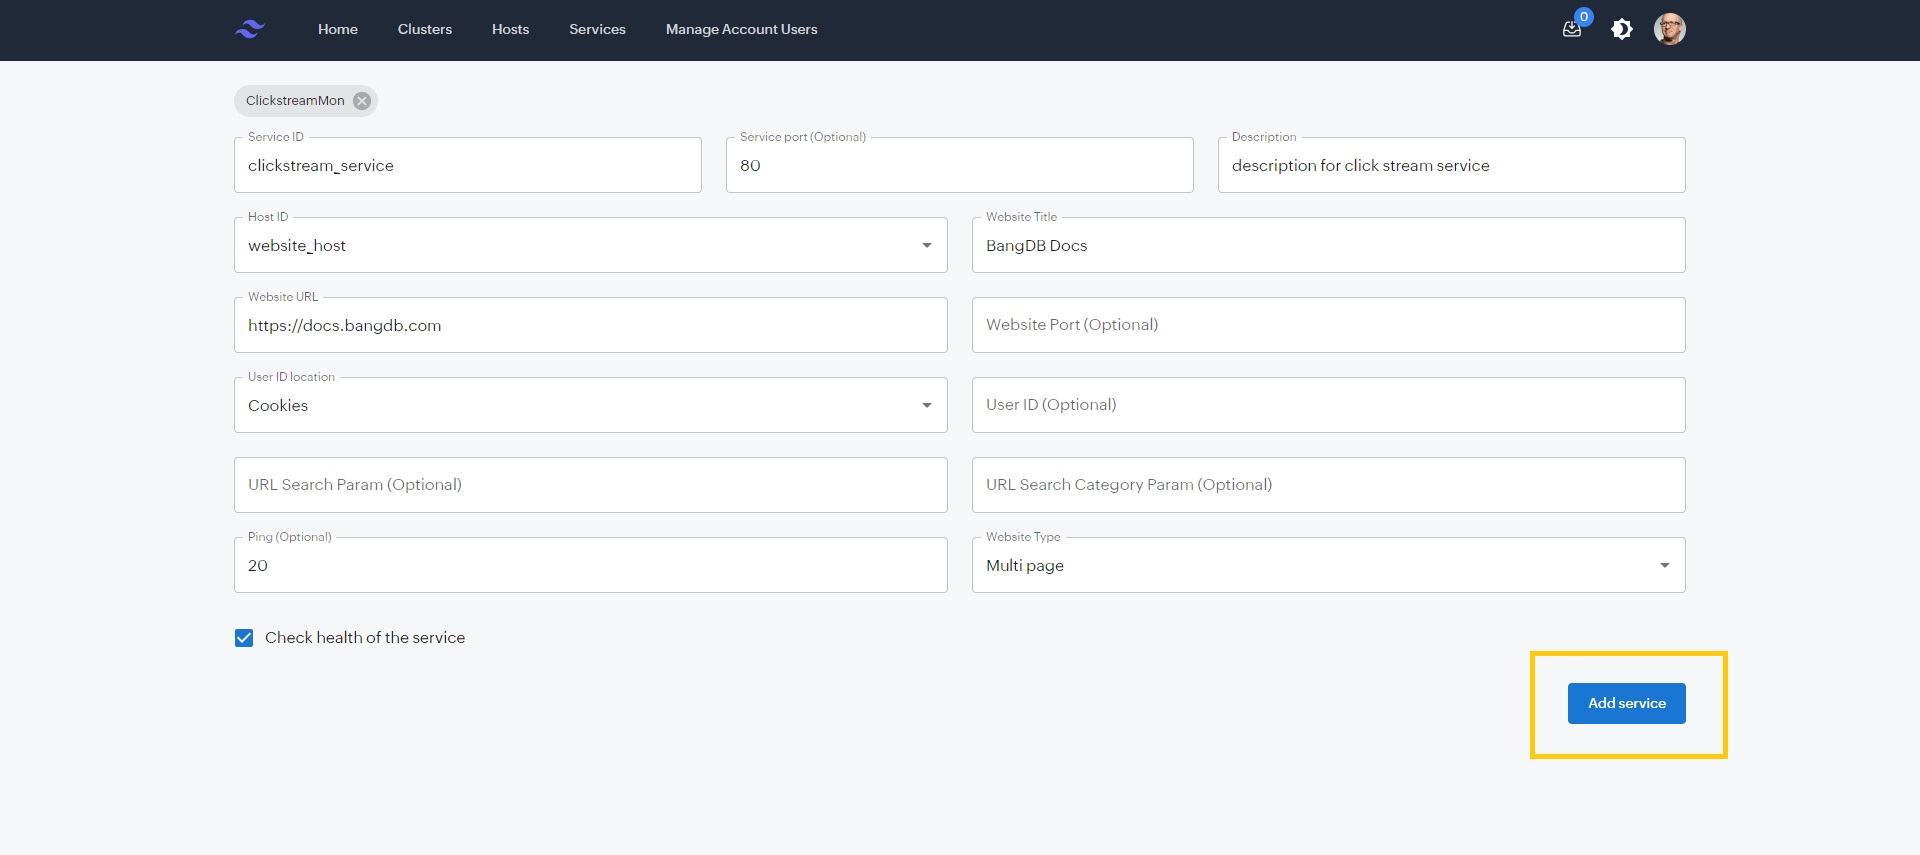 Home Clusters Hosts Services Manage Account Users 0
ClickstreamMon
Service ID Service port (Optional) Description
clickstream_service 80 description for click stream service
Host ID Website Title
website_host BangDB Docs
Website URL
https://docs.bangdb.com Website Port (Optional)
User ID location
Cookies User ID (Optional)
URL Search Param (Optional) URL Search Category Param (Optional)
Ping (Optional) Website Type
20 Multi page
Check health of the service
Add service